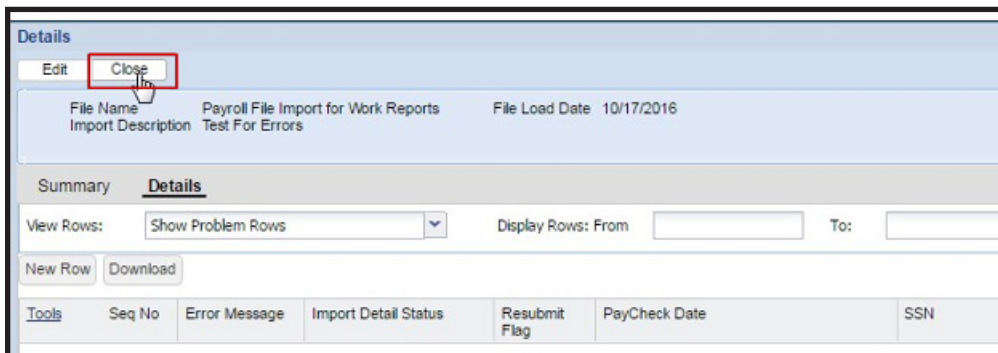 Details
Edit Close
File Name Payroll File Import for Work Reports File Load Date 10/17/2016
Import Description Test For Errors
Summary Details
View Rows: Show Problem Rows Display Rows: From To:
New Row Download
Tools Seq No Error Message Import Detail Status Resubmit Flag PayCheck Date SSN